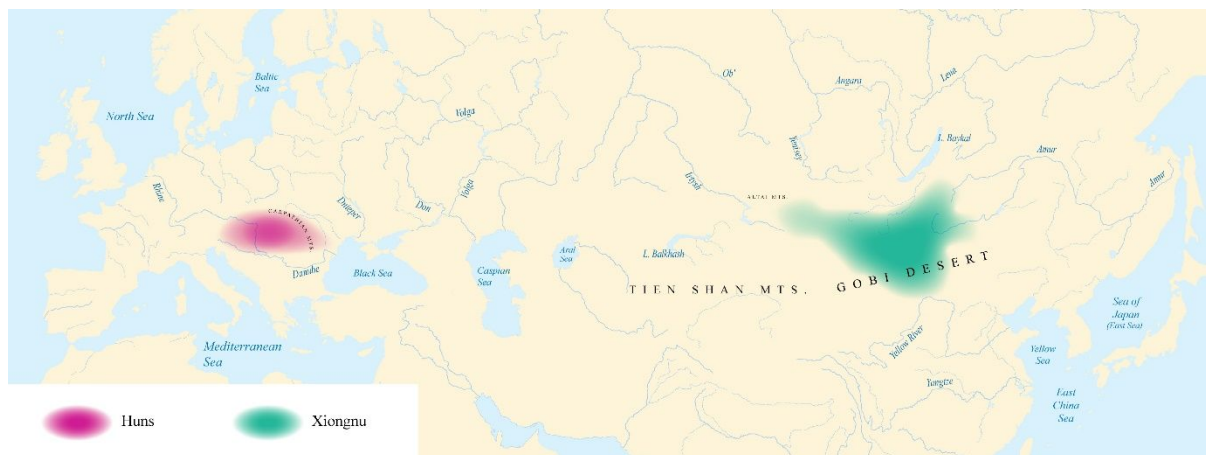 Baltic
Sea
North Sea
Ob'
Angara
Lena
Volga
L. Baykal
Amur
Amur
Yenisey
Rhine
Irtysh
Volga
ALTAI MTS.
Dnieper
Don
CARPATHIAN MTS.
Aral
Sea
L. Balkhash
Danube
Black Sea
Caspian
Sea
TIEN SHAN MTS.
GOBI DESERT
Sea of
Japan
(East Sea)
Mediterranean
Sea
Yellow River
Yellow
Sea
Yangtze
East
China
Sea
Huns
Xiongnu